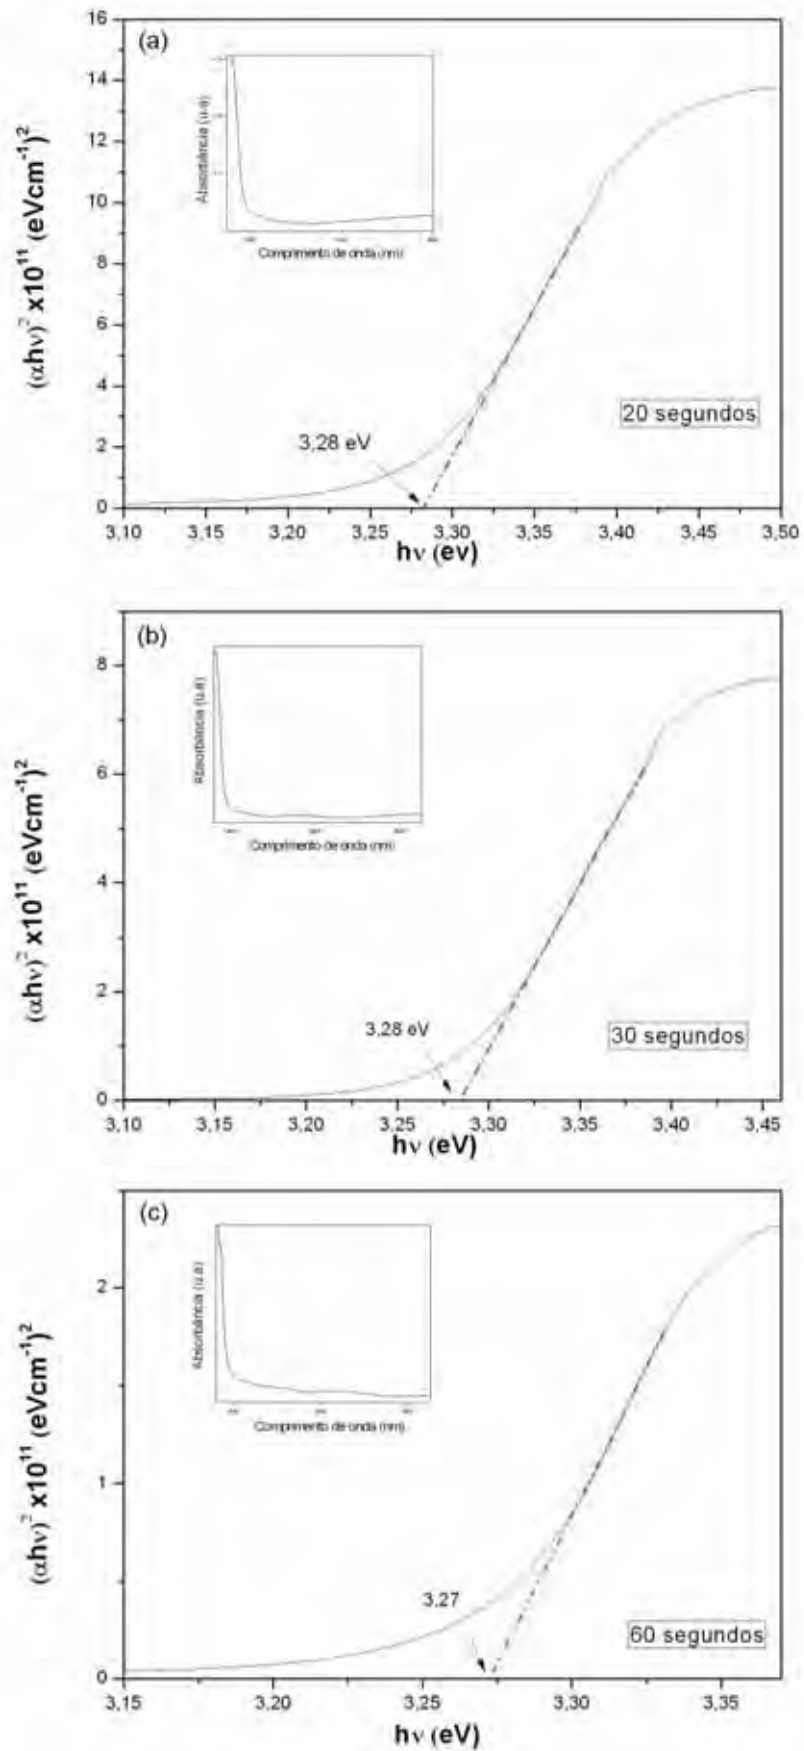 (a)
16
14
12
10
8
6
4
2
0
(αhν)² x10¹¹ (eVcm⁻¹)²
Absorbância (u.a)
Comprimento de onda (nm)
3,28 eV
20 segundos
3,10 3,15 3,20 3,25 3,30 3,35 3,40 3,45 3,50
hν (ev)
(b)
8
6
4
2
0
(αhν)² x10¹¹ (eVcm⁻¹)²
Absorbância (u.a)
Comprimento de onda (nm)
3,28 eV
30 segundos
3,10 3,15 3,20 3,25 3,30 3,35 3,40 3,45
hν (eV)
(c)
2
1
0
(αhν)² x10¹¹ (eVcm⁻¹)²
Absorbância (u.a)
Comprimento de onda (nm)
3,27
60 segundos
3,15 3,20 3,25 3,30 3,35
hν (eV)